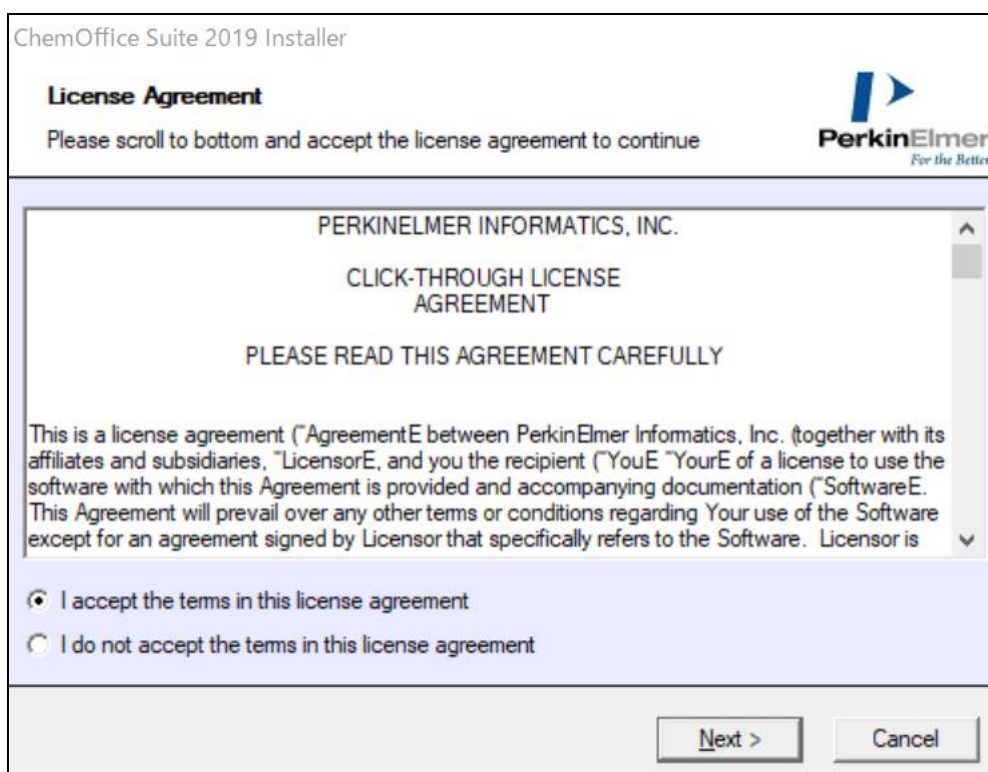 ChemOffice Suite 2019 Installer
License Agreement
Please scroll to bottom and accept the license agreement to continue
PerkinElmer
For the Better
PERKINELMER INFORMATICS, INC.
CLICK-THROUGH LICENSE
AGREEMENT
PLEASE READ THIS AGREEMENT CAREFULLY
This is a license agreement ("AgreementE between PerkinElmer Informatics, Inc. (together with its
affiliates and subsidiaries, "LicensorE, and you the recipient ("YouE "YourE of a license to use the
software with which this Agreement is provided and accompanying documentation ("SoftwareE.
This Agreement will prevail over any other terms or conditions regarding Your use of the Software
except for an agreement signed by Licensor that specifically refers to the Software.  Licensor is
I accept the terms in this license agreement
I do not accept the terms in this license agreement
Next >
Cancel